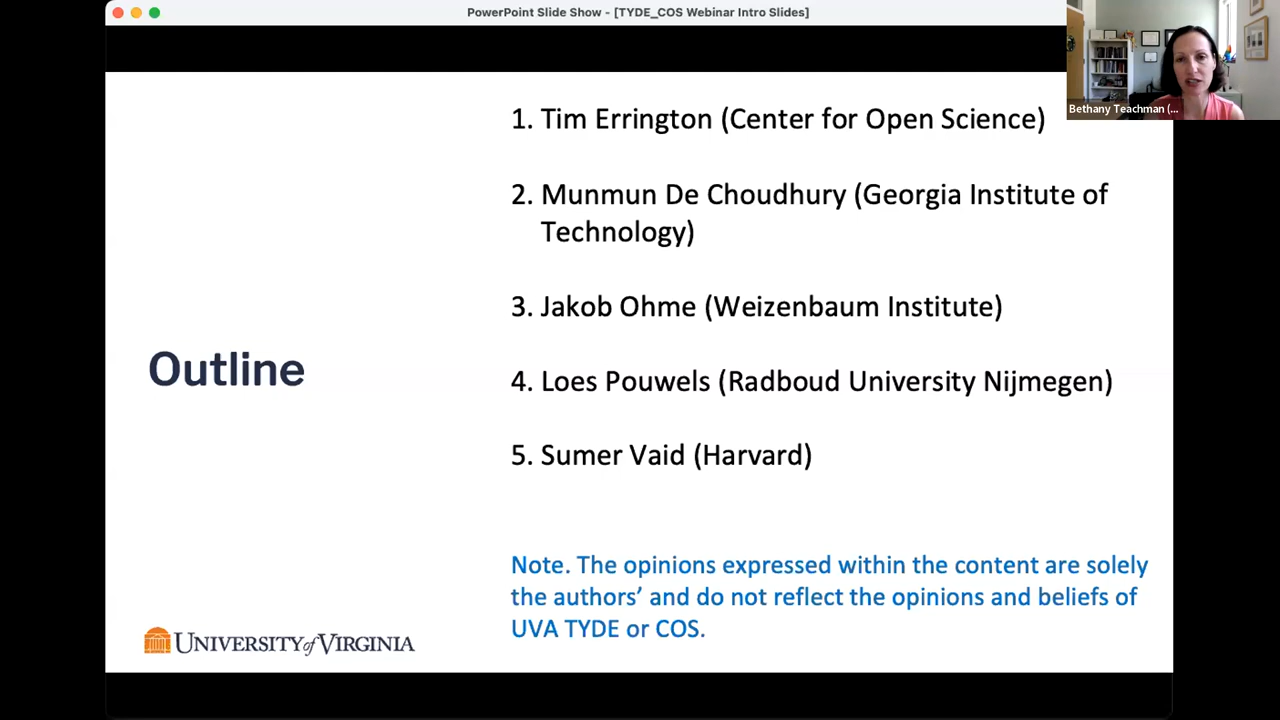 PowerPoint Slide Show - [TYDE_COS Webinar Intro Slides]
Bethany Teachman (...
1. Tim Errington (Center for Open Science)
2. Munmun De Choudhury (Georgia Institute of
Technology)
3. Jakob Ohme (Weizenbaum Institute)
Outline
4. Loes Pouwels (Radboud University Nijmegen)
5. Sumer Vaid (Harvard)
Note. The opinions expressed within the content are solely
the authors’ and do not reflect the opinions and beliefs of
UVA TYDE or COS.
UNIVERSITY of VIRGINIA